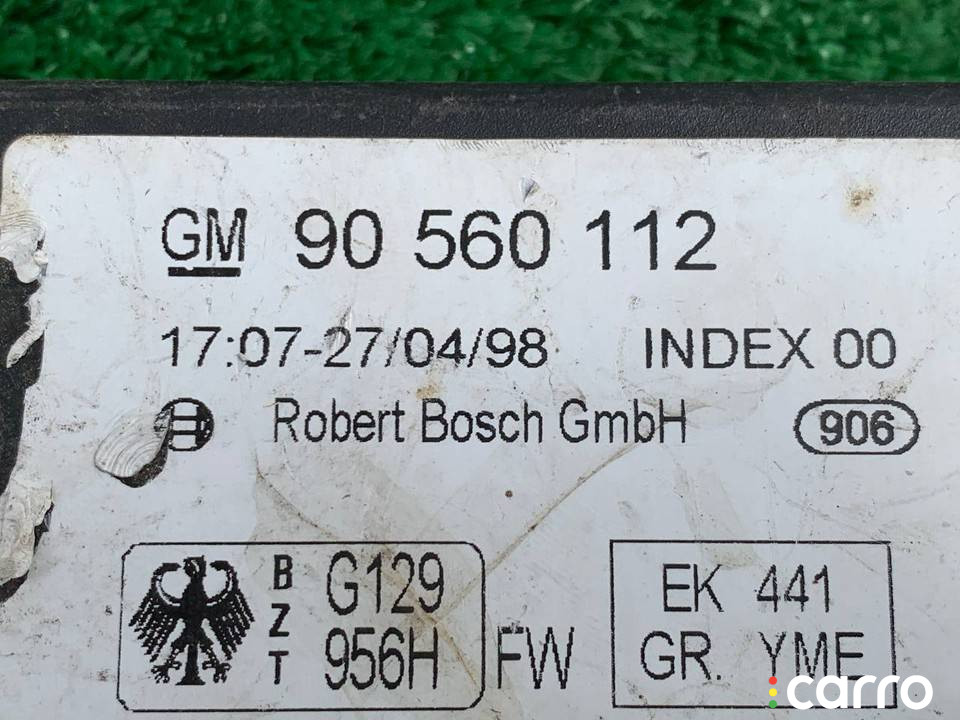 GM 90 560 112
17:07-27/04/98 INDEX 00
Robert Bosch GmbH 906
BZT G129
956H FW
EK 441
GR. YME
carro